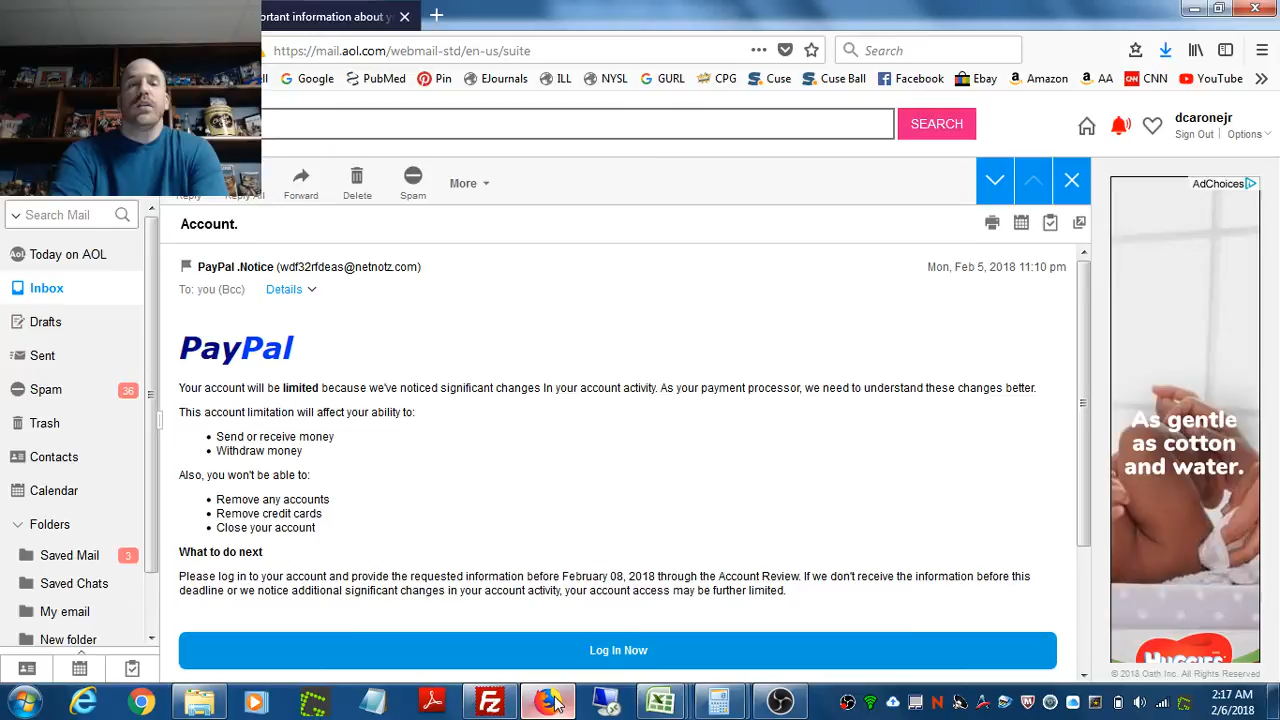 ortant information about y
https://mail.aol.com/webmail-std/en-us/suite
Search
Google PubMed Pin EJournals ILL NYSL GURL CPG Cuse Cuse Ball Facebook Ebay Amazon AA CNN YouTube
SEARCH
dcaronejr
Sign Out Options
Reply Reply All Forward Delete Spam More
AdChoices
Search Mail
Account.
Today on AOL
PayPal .Notice (wdf32rfdeas@netnotz.com)
Mon, Feb 5, 2018 11:10 pm
Inbox
To: you (Bcc) Details
Drafts
Sent
PayPal
Spam 36
Your account will be limited because we've noticed significant changes In your account activity. As your payment processor, we need to understand these changes better.
Trash
This account limitation will affect your ability to:
Send or receive money
Withdraw money
Contacts
Also, you won't be able to:
Calendar
Remove any accounts
Remove credit cards
Close your account
Folders
What to do next
Saved Mail 3
Please log in to your account and provide the requested information before February 08, 2018 through the Account Review. If we don't receive the information before this
deadline or we notice additional significant changes in your account activity, your account access may be further limited.
Saved Chats
My email
New folder
Log In Now
As gentle
as cotton
and water.
HUGGIES
© 2018 Oath Inc.
2:17 AM
2/6/2018